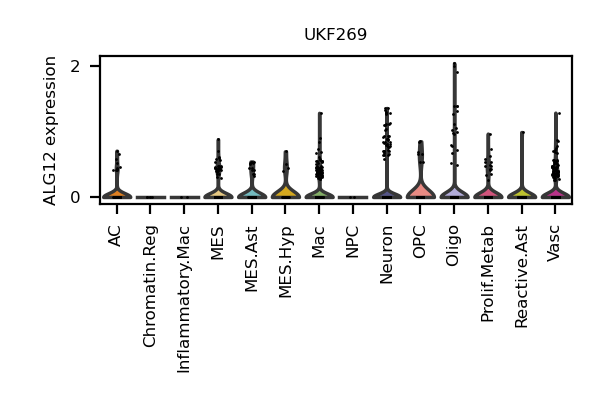 UKF269
ALG12 expression
2
0
AC
Chromatin.Reg
Inflammatory.Mac
MES
MES.Ast
MES.Hyp
Mac
NPC
Neuron
OPC
Oligo
Prolif.Metab
Reactive.Ast
Vasc